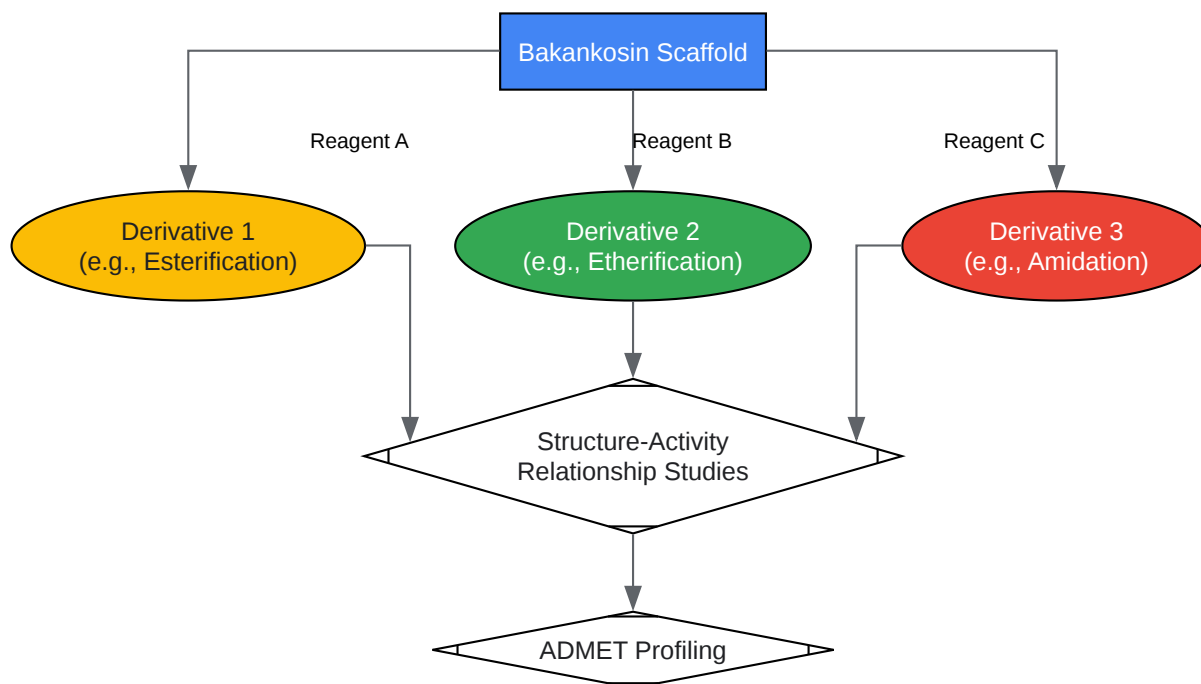 Bakankosin Scaffold
Reagent A
Reagent B
Reagent C
Derivative 1
(e.g., Esterification)
Derivative 2
(e.g., Etherification)
Derivative 3
(e.g., Amidation)
Structure-Activity
Relationship Studies
ADMET Profiling